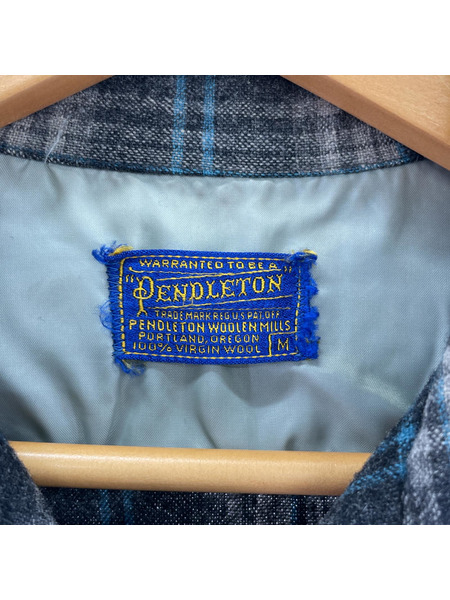 WARRANTED TO BE A
"PENDLETON"
TRADE MARK REG. U.S. PAT. OFF.
PENDLETON WOOLEN MILLS
PORTLAND, OREGON
100% VIRGIN WOOL M